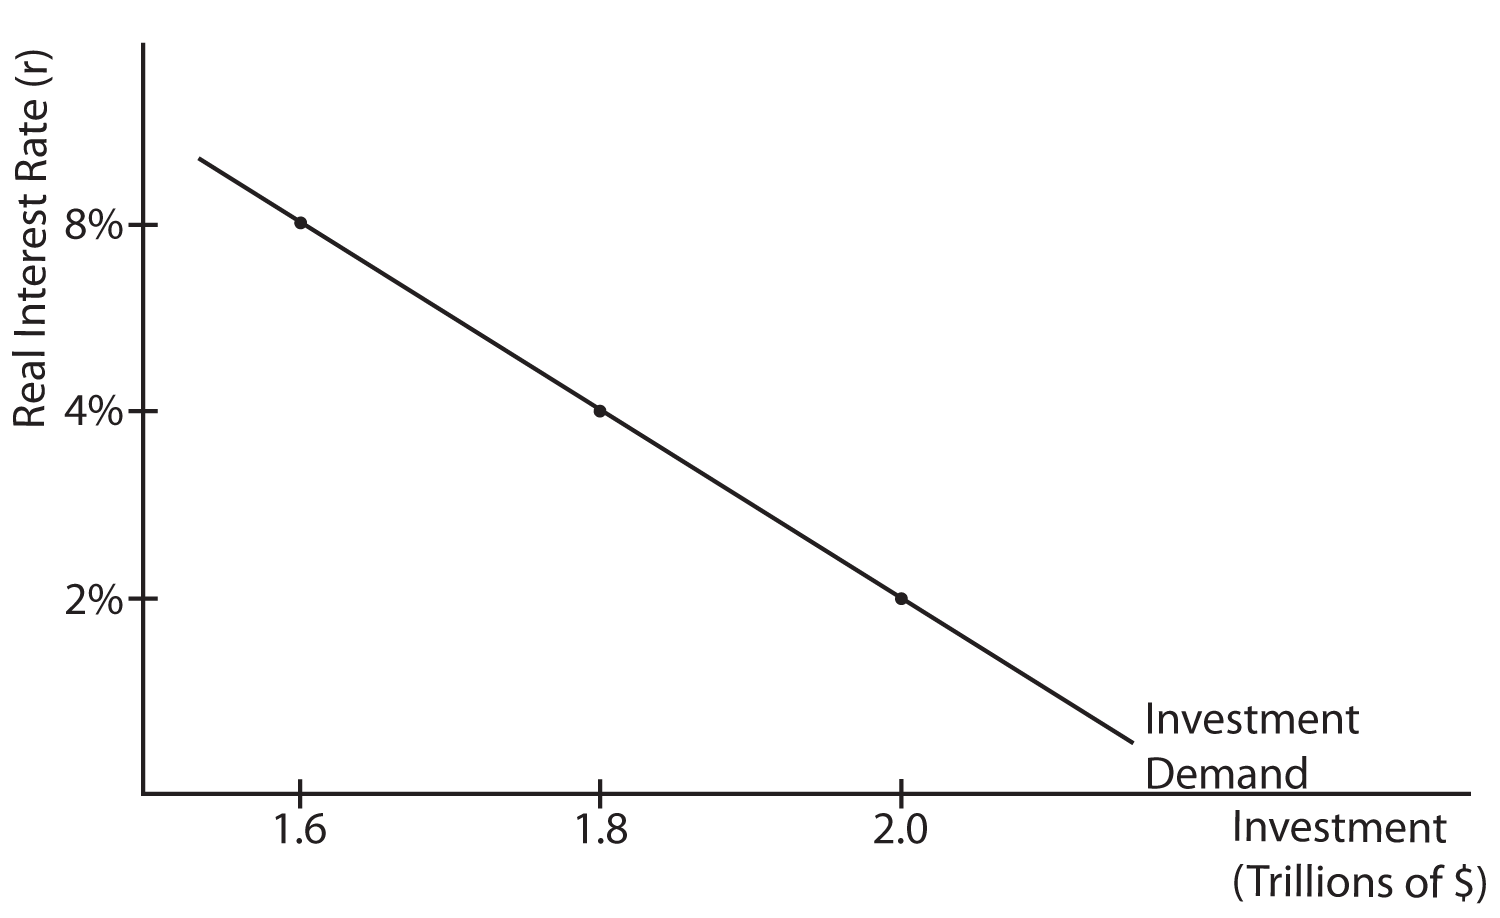 Real Interest Rate (r)
8%
4%
2%
Investment
Demand
1.6
1.8
2.0
Investment
(Trillions of $)